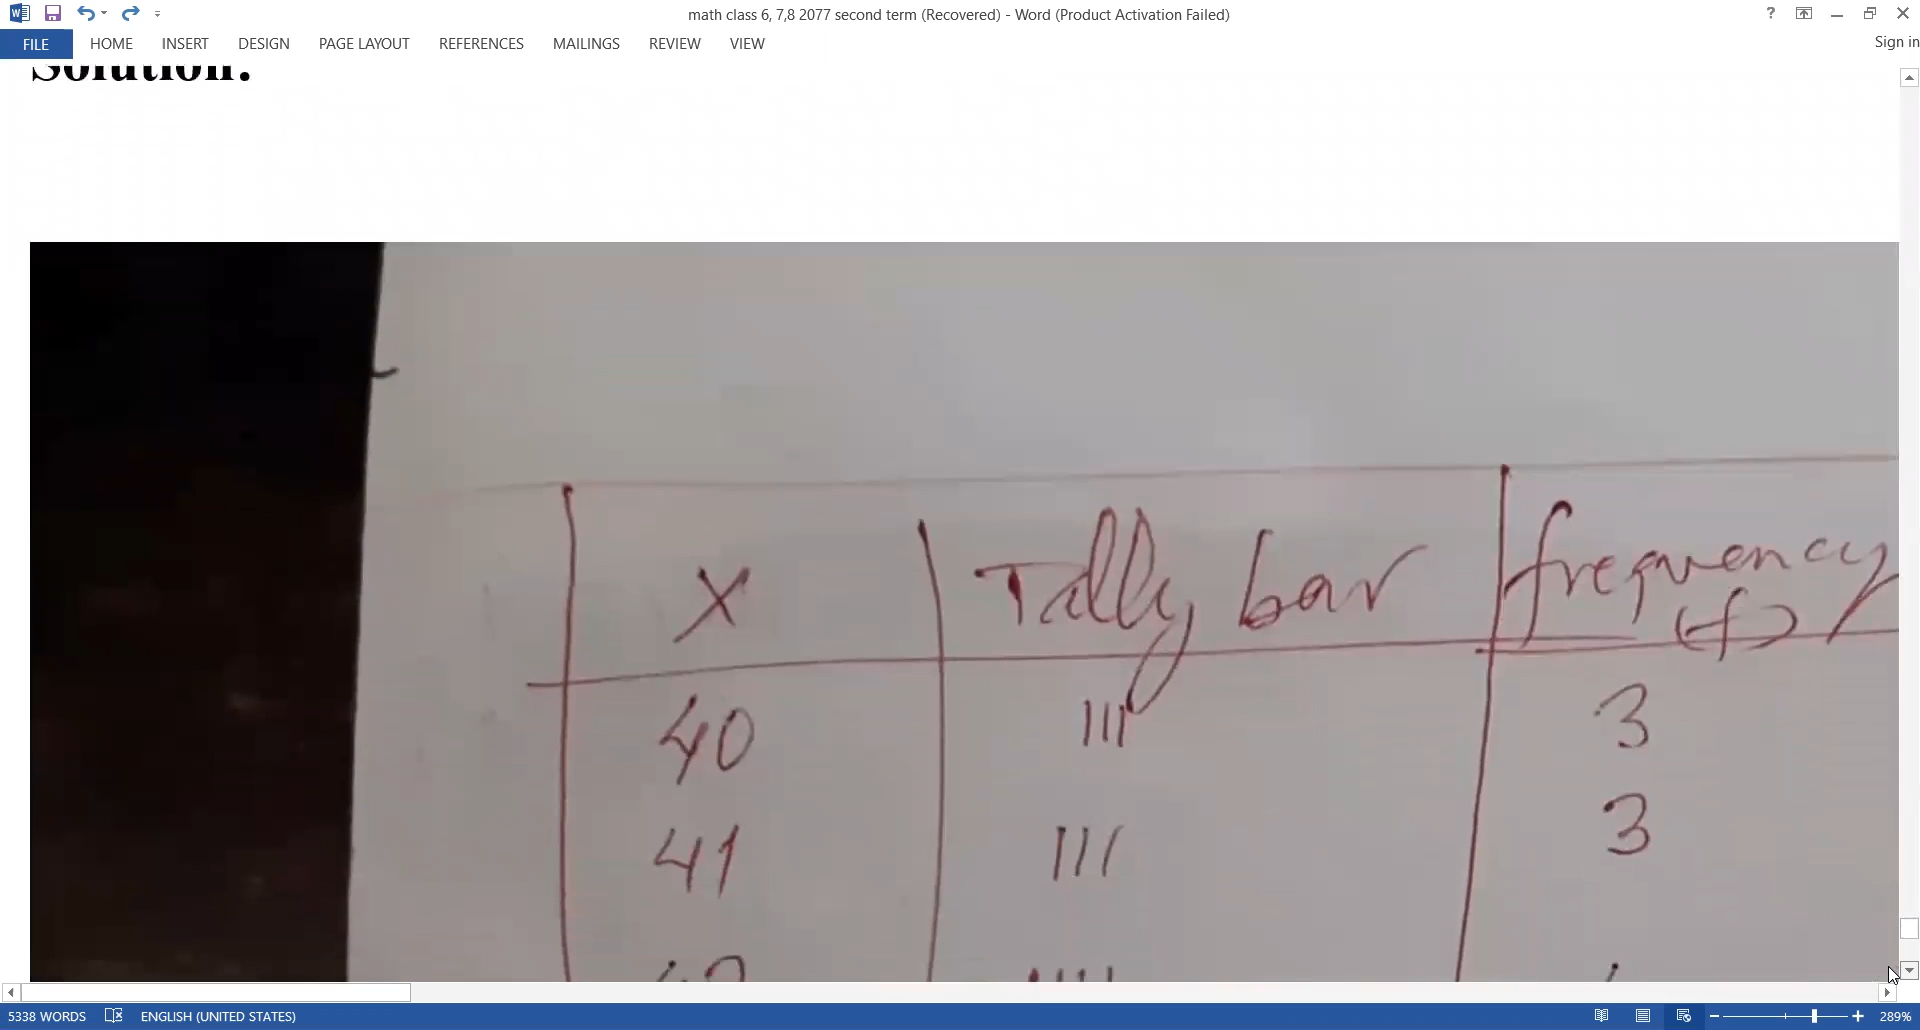 math class 6, 7,8 2077 second term (Recovered) - Word (Product Activation Failed)
?
FILE HOME INSERT DESIGN PAGE LAYOUT REFERENCES MAILINGS REVIEW VIEW
Sign in
Solution:
X Tally bar frequency
(f)
40 III 3
41 III 3
5338 WORDS ENGLISH (UNITED STATES) 289%